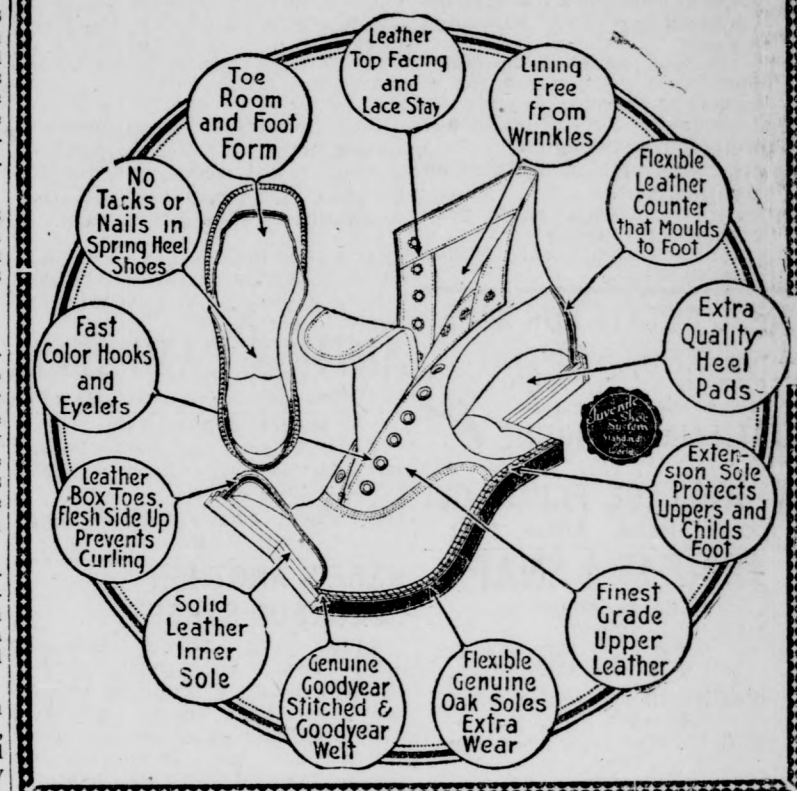 Leather
Top Facing
and
Lace Stay
Lining
Free
from
Wrinkles
Flexible
Leather
Counter
that Moulds
to Foot
Extra
Quality
Heel
Pads
Exten-
sion Sole
Protects
Uppers and
Childs
Foot
Finest
Grade
Upper
Leather
Flexible
Genuine
Oak Soles
Extra
Wear
Genuine
Goodyear
Stitched &
Goodyear
Welt
Solid
Leather
Inner
Sole
Leather
Box Toes,
Flesh Side Up
Prevents
Curling
Fast
Color Hooks
and
Eyelets
No
Tacks or
Nails in
Spring Heel
Shoes
Toe
Room
and Foot
Form
Juvenile
Shoe
System
Standard
World